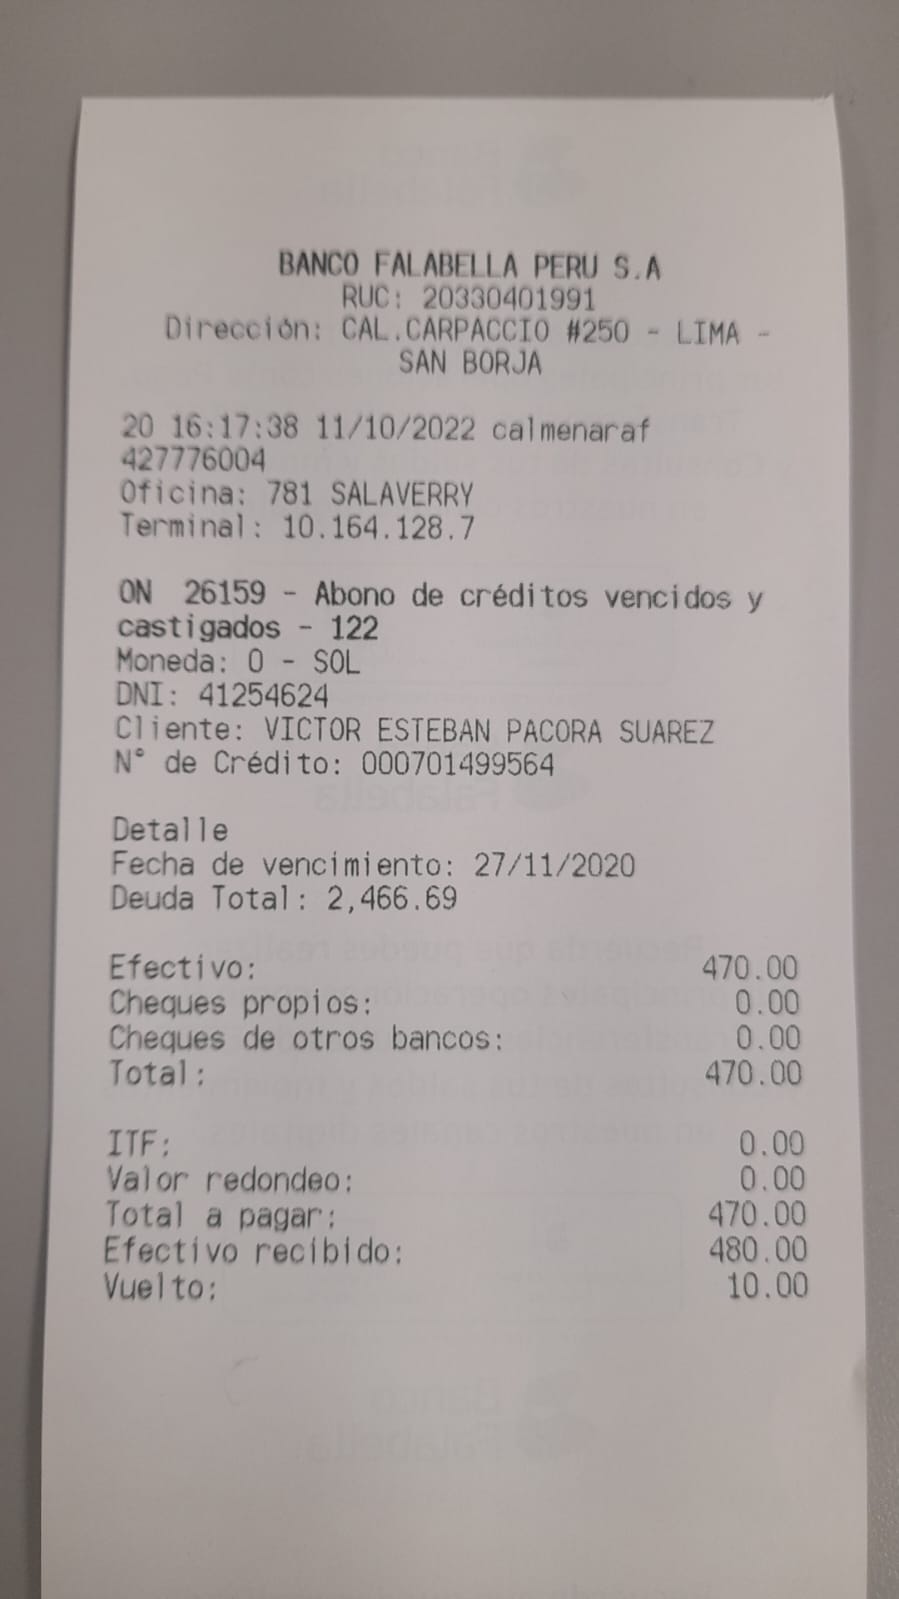 BANCO FALABELLA PERU S.A
RUC: 20330401991
Dirección: CAL.CARPACCIO #250 - LIMA -
SAN BORJA
20 16:17:38 11/10/2022 calmenaraf
427776004
Oficina: 781 SALAVERRY
Terminal: 10.164.128.7
ON 26159 - Abono de créditos vencidos y
castigados - 122
Moneda: 0 - SOL
DNI: 41254624
Cliente: VICTOR ESTEBAN PACORA SUAREZ
N° de Crédito: 000701499564
Detalle
Fecha de vencimiento: 27/11/2020
Deuda Total: 2,466.69
Efectivo: 470.00
Cheques propios: 0.00
Cheques de otros bancos: 0.00
Total: 470.00
ITF: 0.00
Valor redondeo: 0.00
Total a pagar: 470.00
Efectivo recibido: 480.00
Vuelto: 10.00